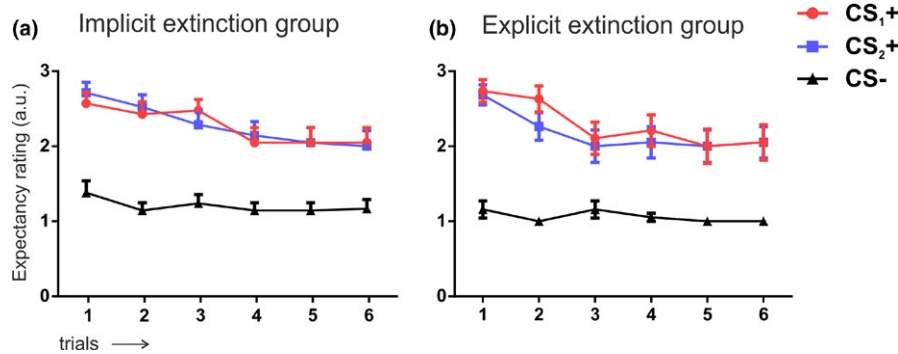 (a) Implicit extinction group
(b) Explicit extinction group
CS₁+
CS₂+
CS-
Expectancy rating (a.u.)
3
2
1
0
1 2 3 4 5 6
trials
3
2
1
0
1 2 3 4 5 6